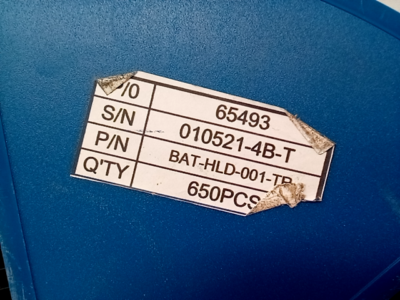 /0 65493
S/N 010521-4B-T
P/N BAT-HLD-001-TR
Q'TY 650PCS